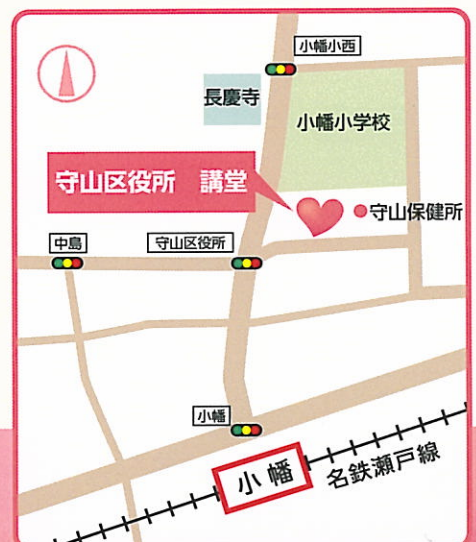 小幡小西
長慶寺
小幡小学校
守山区役所　講堂
守山保健所
中島
守山区役所
小幡
小幡
名鉄瀬戸線